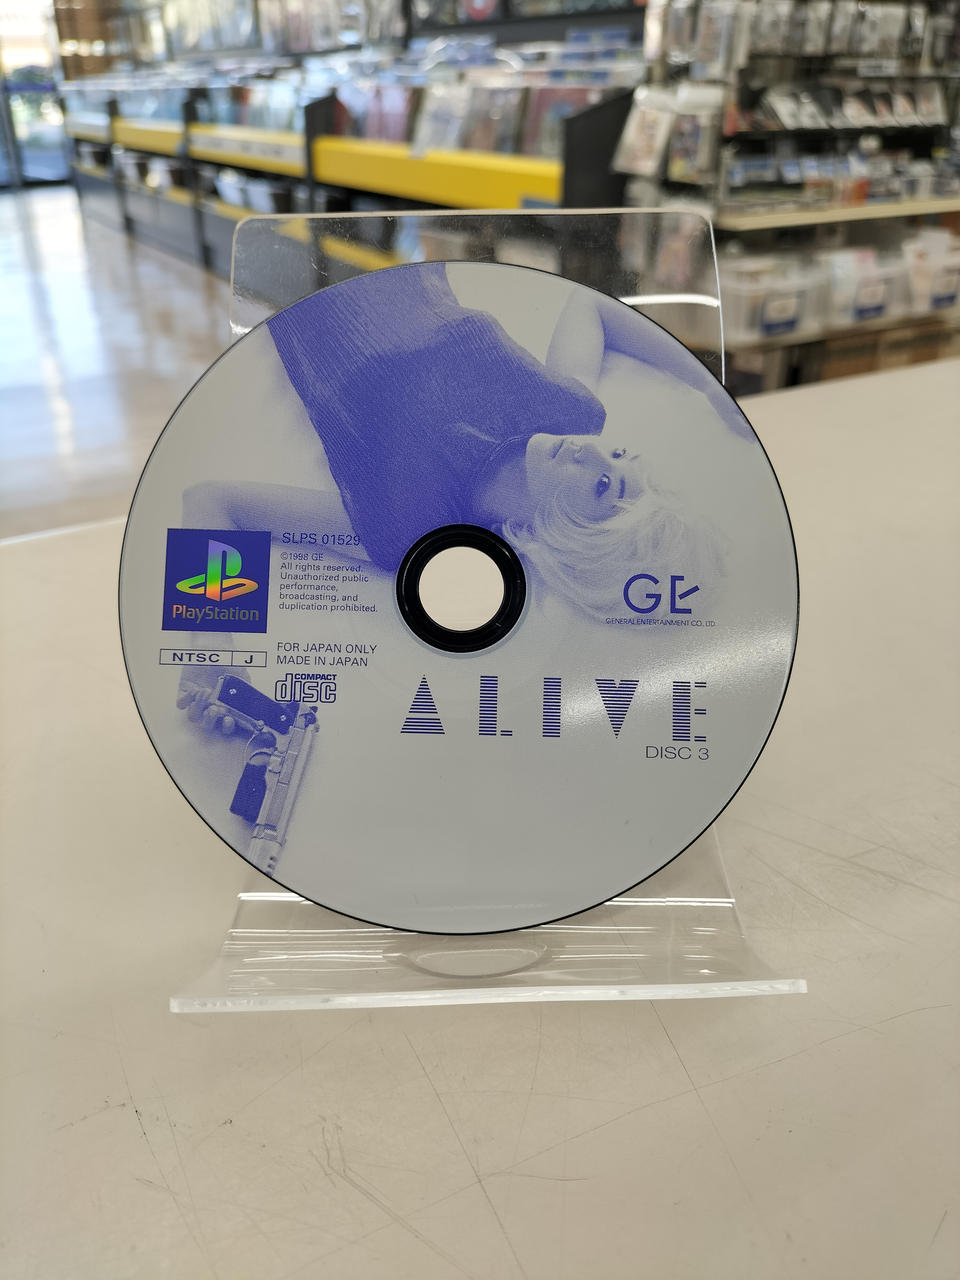 SLPS 01529
©1998 GE
All rights reserved.
Unauthorized public
performance,
broadcasting, and
duplication prohibited.
PlayStation
NTSC J
FOR JAPAN ONLY
MADE IN JAPAN
COMPACT
disc
GE
GENERAL ENTERTAINMENT CO., LTD.
ALIVE
DISC 3